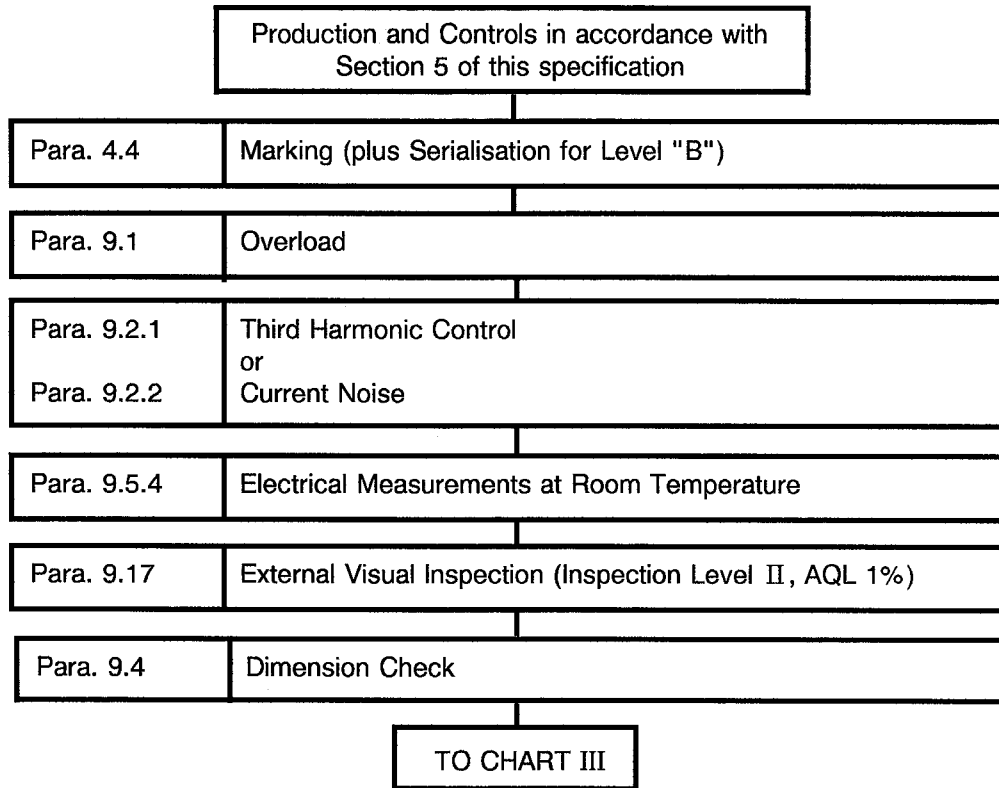 Production and Controls in accordance with
Section 5 of this specification
Para. 4.4 Marking (plus Serialisation for Level "B")
Para. 9.1 Overload
Para. 9.2.1 Third Harmonic Control
or
Para. 9.2.2 Current Noise
Para. 9.5.4 Electrical Measurements at Room Temperature
Para. 9.17 External Visual Inspection (Inspection Level II, AQL 1%)
Para. 9.4 Dimension Check
TO CHART III